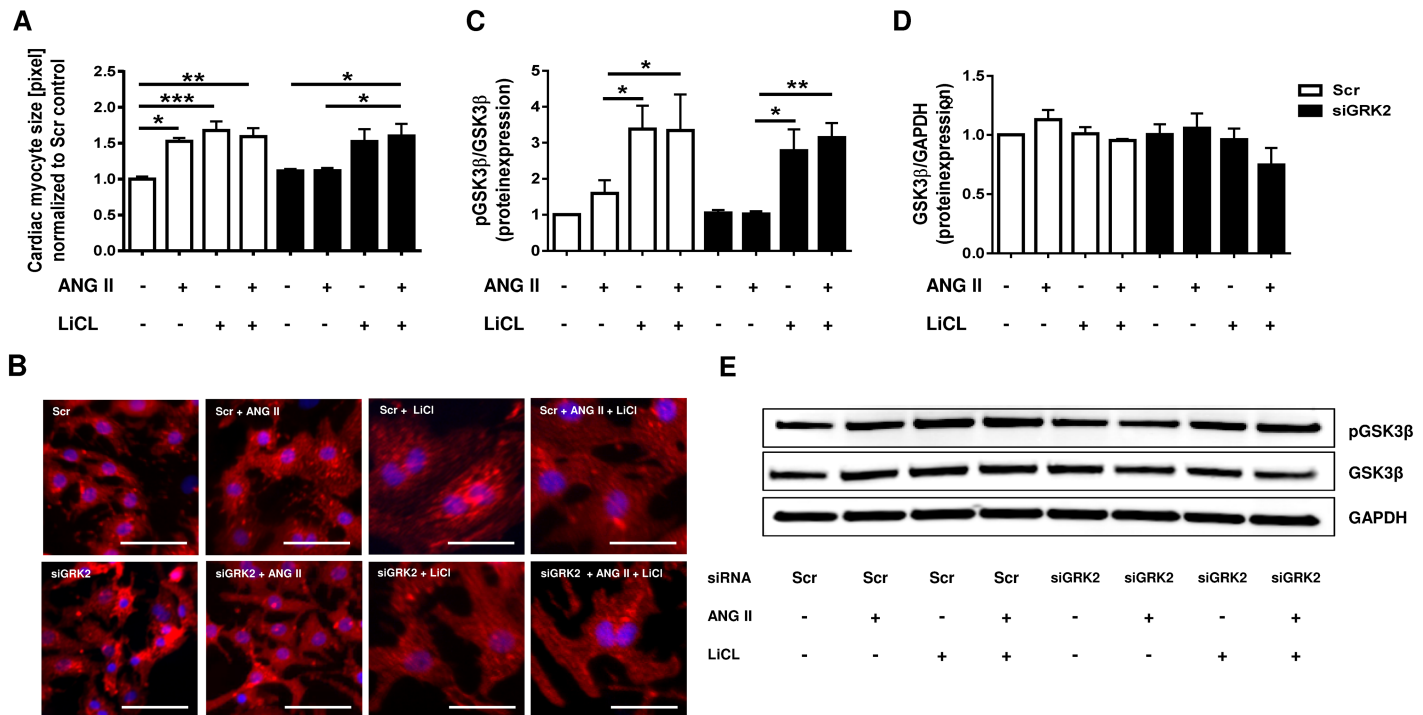 A
Cardiac myocyte size [pixel]
normalized to Scr control
2.5
2.0
1.5
1.0
0.5
0.0
*
***
**
*
*
ANG II - + - + - + - +
LiCL - - + + - - + +
C
pGSK3β/GSK3β
(proteinexpression)
5
4
3
2
1
0
*
*
*
**
ANG II - + - + - + - +
LiCL - - + + - - + +
D
GSK3β/GAPDH
(proteinexpression)
1.5
1.0
0.5
0.0
Scr
siGRK2
ANG II - + - + - + - +
LiCL - - + + - - + +
B
Scr
Scr + ANG II
Scr + LiCl
Scr + ANG II + LiCl
siGRK2
siGRK2 + ANG II
siGRK2 + LiCl
siGRK2 + ANG II + LiCl
E
pGSK3β
GSK3β
GAPDH
siRNA Scr Scr Scr Scr siGRK2 siGRK2 siGRK2 siGRK2
ANG II - + - + - + - +
LiCL - - + + - - + +